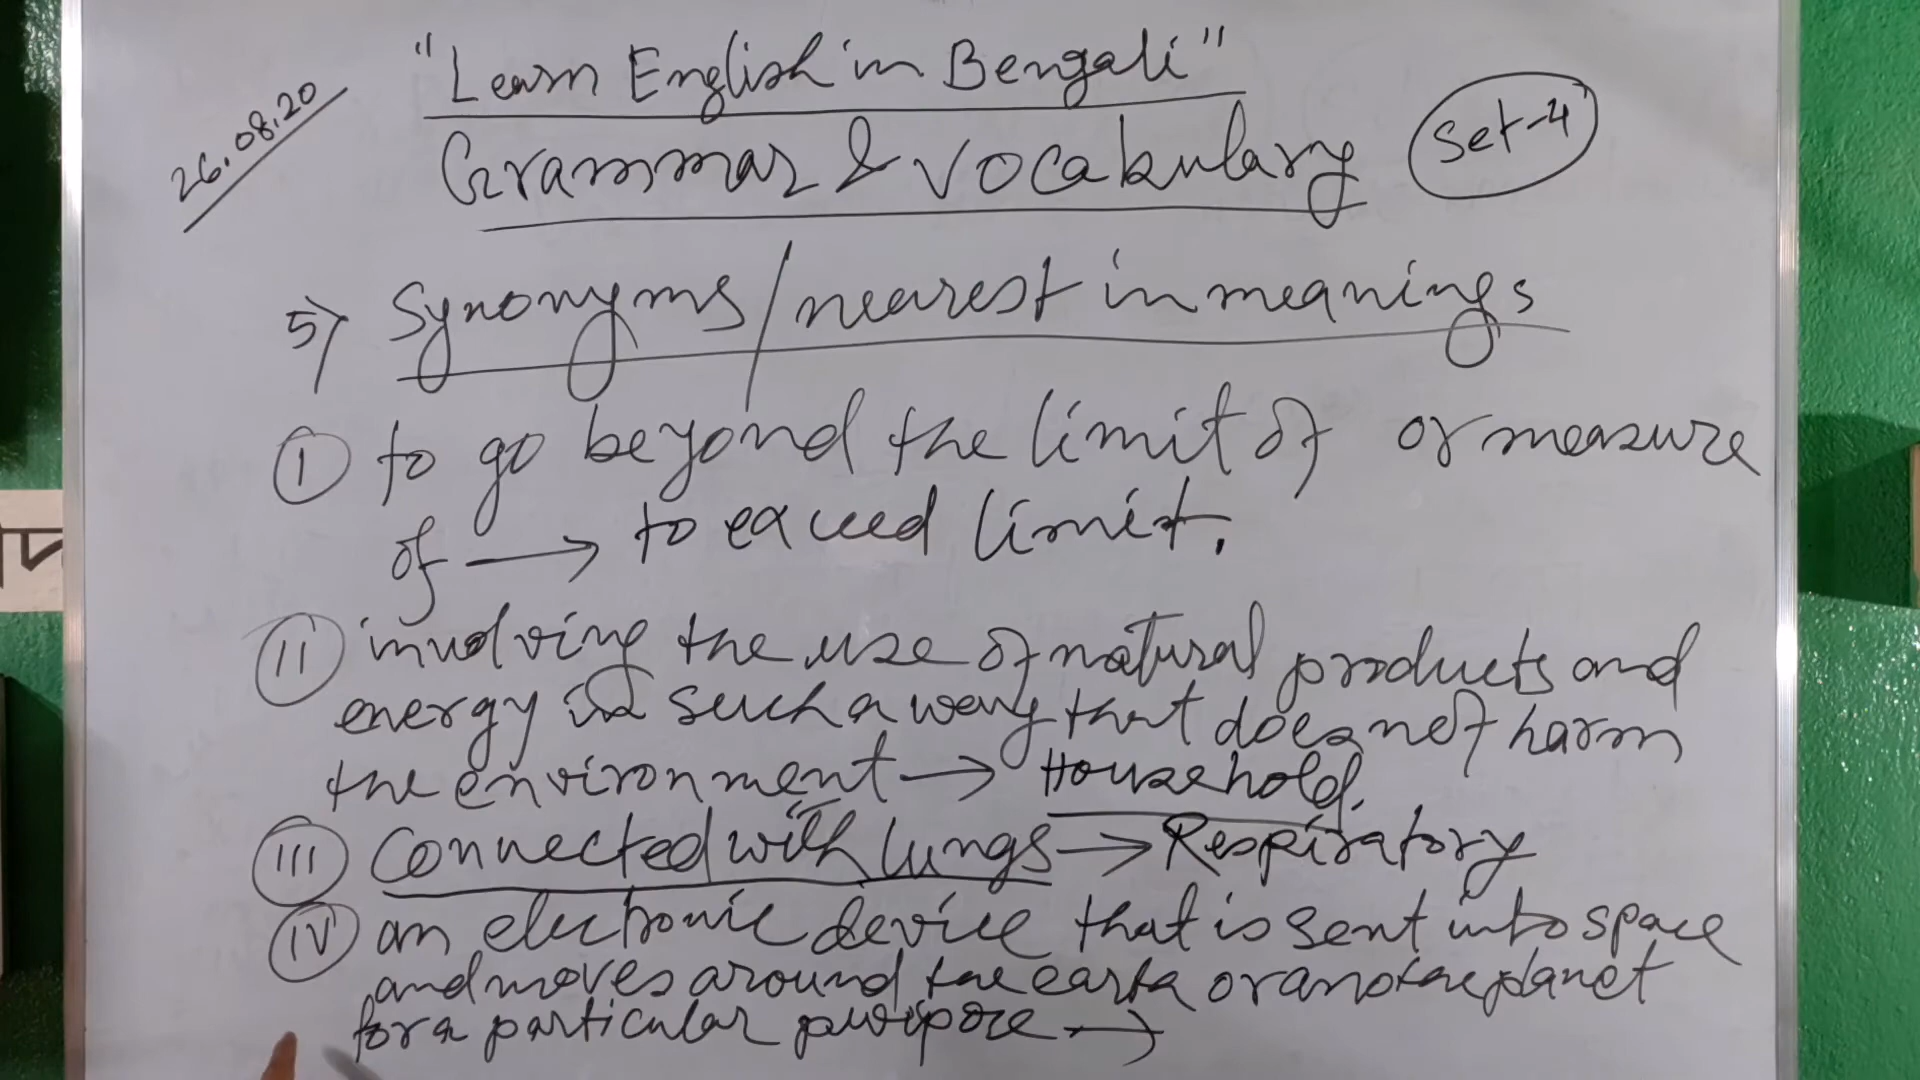 26.08.20
"Learn English in Bengali"
Grammar & Vocabulary
Set-4
5) Synonyms/nearest in meanings
(I) to go beyond the limit of or measure
of → to exceed limit.
(II) involving the use of natural products and
energy in such a way that does not harm
the environment → Household.
(III) Connected with lungs → Respiratory
(IV) an electronic device that is sent into space
and moves around the earth or another planet
for a particular purpose →